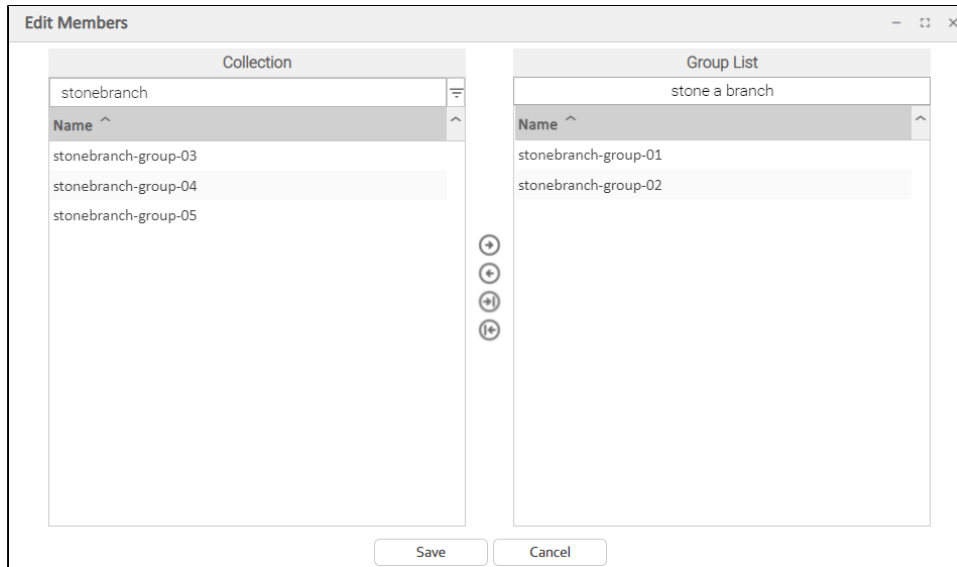 Edit Members
Collection
stonebranch
Name
stonebranch-group-03
stonebranch-group-04
stonebranch-group-05
Group List
stone a branch
Name
stonebranch-group-01
stonebranch-group-02
Save
Cancel